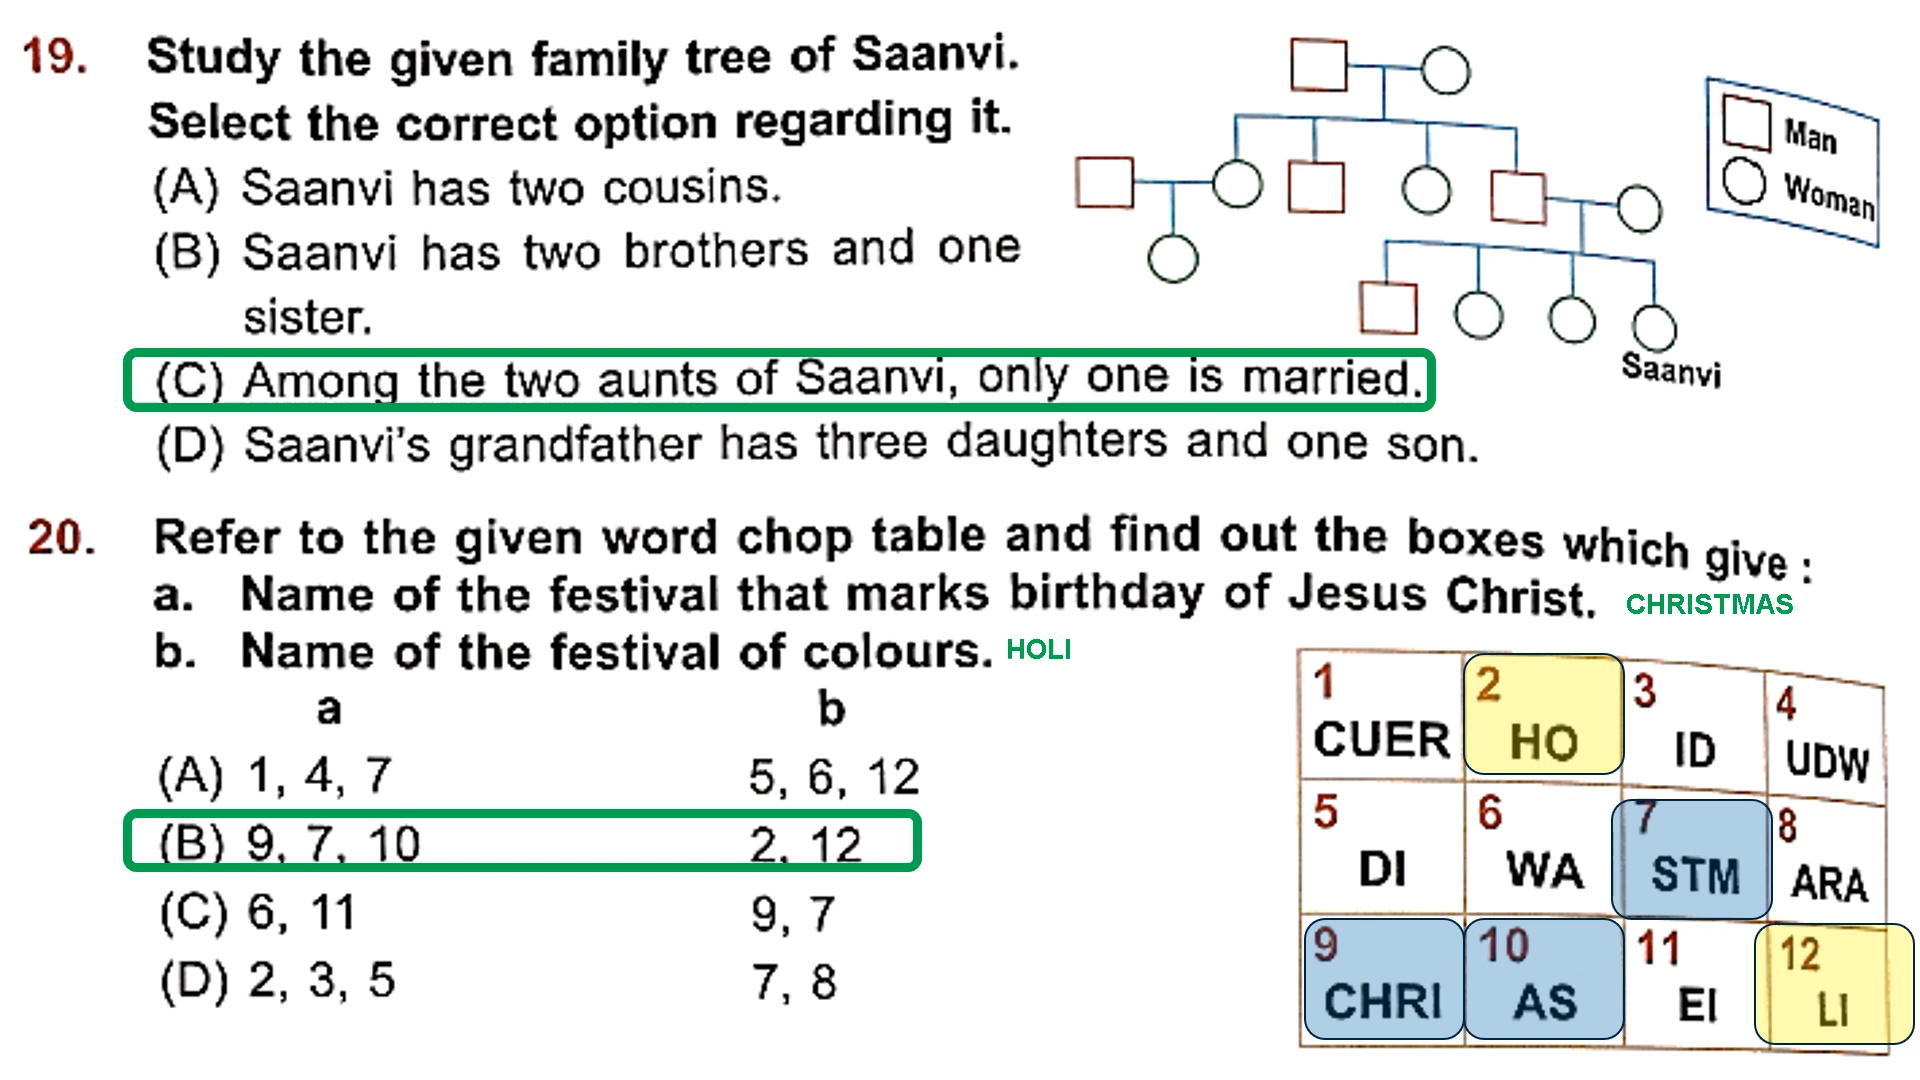 19. Study the given family tree of Saanvi.
Select the correct option regarding it.
(A) Saanvi has two cousins.
(B) Saanvi has two brothers and one
sister.
(C) Among the two aunts of Saanvi, only one is married.
(D) Saanvi's grandfather has three daughters and one son.
Man
Woman
Saanvi
20. Refer to the given word chop table and find out the boxes which give :
a. Name of the festival that marks birthday of Jesus Christ. CHRISTMAS
b. Name of the festival of colours. HOLI
a b
(A) 1, 4, 7 5, 6, 12
(B) 9, 7, 10 2, 12
(C) 6, 11 9, 7
(D) 2, 3, 5 7, 8
1 2 3 4
CUER HO ID UDW
5 6 7 8
DI WA STM ARA
9 10 11 12
CHRI AS EI LI